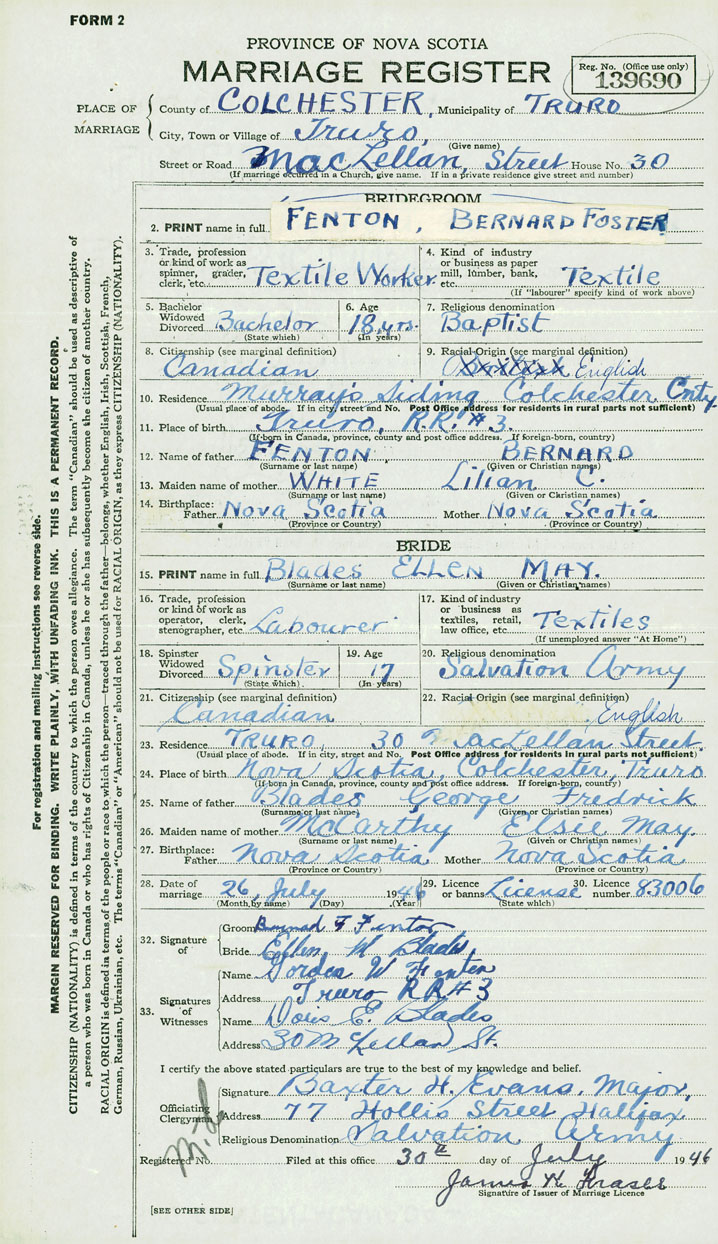 FORM 2
PROVINCE OF NOVA SCOTIA
MARRIAGE REGISTER
Reg. No. (Office use only)
139690
PLACE OF MARRIAGE
County of COLCHESTER, Municipality of TRURO
City, Town or Village of Truro,
(Give name)
Street or Road MacLellan, Street House No. 30
(If marriage occurred in a Church, give name. If in a private residence give street and number)
BRIDEGROOM
2. PRINT name in full FENTON, BERNARD FOSTER
3. Trade, profession or kind of work as spinner, grader, clerk, etc. Textile Worker
4. Kind of industry or business as paper mill, lumber, bank, etc. Textile
(If "labourer" specify kind of work above)
5. Bachelor Widowed Divorced Bachelor
(State which)
6. Age 18 yrs.
(In years)
7. Religious denomination
Baptist
8. Citizenship (see marginal definition)
Canadian
9. Racial Origin (see marginal definition)
English
10. Residence Murray's Siding, Colchester Cnty
(Usual place of abode. If in city, street and No. Post Office address for residents in rural parts not sufficient)
11. Place of birth Truro, R.R. #3.
(If born in Canada, province, county and post office address. If foreign-born, country)
12. Name of father FENTON BERNARD
(Surname or last name) (Given or Christian names)
13. Maiden name of mother WHITE Lilian C.
(Surname or last name) (Given or Christian names)
14. Birthplace: Father Nova Scotia Mother Nova Scotia
(Province or Country) (Province or Country)
BRIDE
15. PRINT name in full Blades ELLEN MAY.
(Surname or last name) (Given or Christian names)
16. Trade, profession or kind of work as operator, clerk, stenographer, etc. Labourer
17. Kind of industry or business as textiles, retail, law office, etc. Textiles
(If unemployed answer "At Home")
18. Spinster Widowed Divorced Spinster
(State which)
19. Age 17
(In years)
20. Religious denomination
Salvation Army
21. Citizenship (see marginal definition)
Canadian
22. Racial Origin (see marginal definition)
English
23. Residence TRURO, 30 MacLellan Street.
(Usual place of abode. If in city, street and No. Post Office address for residents in rural parts not sufficient)
24. Place of birth Nova Scotia, Colchester, Truro
(If born in Canada, province, county and post office address. If foreign-born, country)
25. Name of father Blades George Fredrick
(Surname or last name) (Given or Christian names)
26. Maiden name of mother McCarthy Elsie May.
(Surname or last name) (Given or Christian names)
27. Birthplace: Father Nova Scotia Mother Nova Scotia
(Province or Country) (Province or Country)
28. Date of marriage 26, July 1946
(Month by name) (Day) (Year)
29. Licence or banns License
(State which)
30. Licence number 83006
32. Signature of
Groom Bernard F Fenton
Bride Ellen M Blades
33. Signatures of Witnesses
Name Gordon W Fenton
Address Truro RR#3
Name Doris E. Blades
Address 30 McLellan St.
I certify the above stated particulars are true to the best of my knowledge and belief.
Officiating Clergyman
Signature Baxter H. Evans, Major,
Address 77 Hollis Street Halifax
Religious Denomination Salvation Army
Registered No. Filed at this office 30th day of July 1946
James H Fraser
Signature of Issuer of Marriage Licence
[SEE OTHER SIDE]
For registration and mailing instructions see reverse side.
MARGIN RESERVED FOR BINDING. WRITE PLAINLY, WITH UNFADING INK. THIS IS A PERMANENT RECORD.
CITIZENSHIP (NATIONALITY) is defined in terms of the country to which the person owes allegiance. The term "Canadian" should be used as descriptive of
a person who was born in Canada or who has rights of Citizenship in Canada, unless he or she has subsequently become the citizen of another country.
RACIAL ORIGIN is defined in terms of the people or race to which the person—traced through the father—belongs, whether English, Irish, Scottish, French,
German, Russian, Ukrainian, etc. The terms "Canadian" or "American" should not be used for RACIAL ORIGIN, as they express CITIZENSHIP (NATIONALITY).